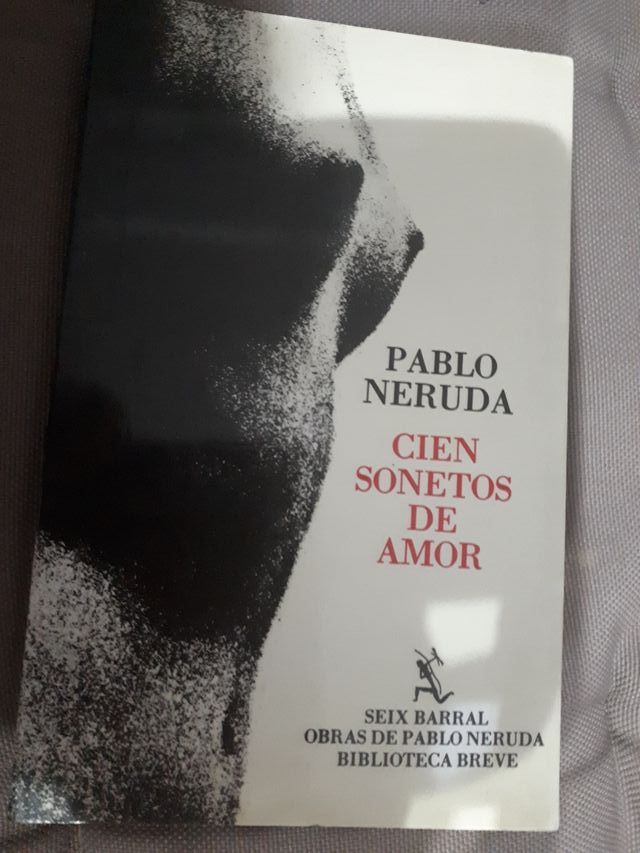 PABLO
NERUDA
CIEN
SONETOS
DE
AMOR
SEIX BARRAL
OBRAS DE PABLO NERUDA
BIBLIOTECA BREVE